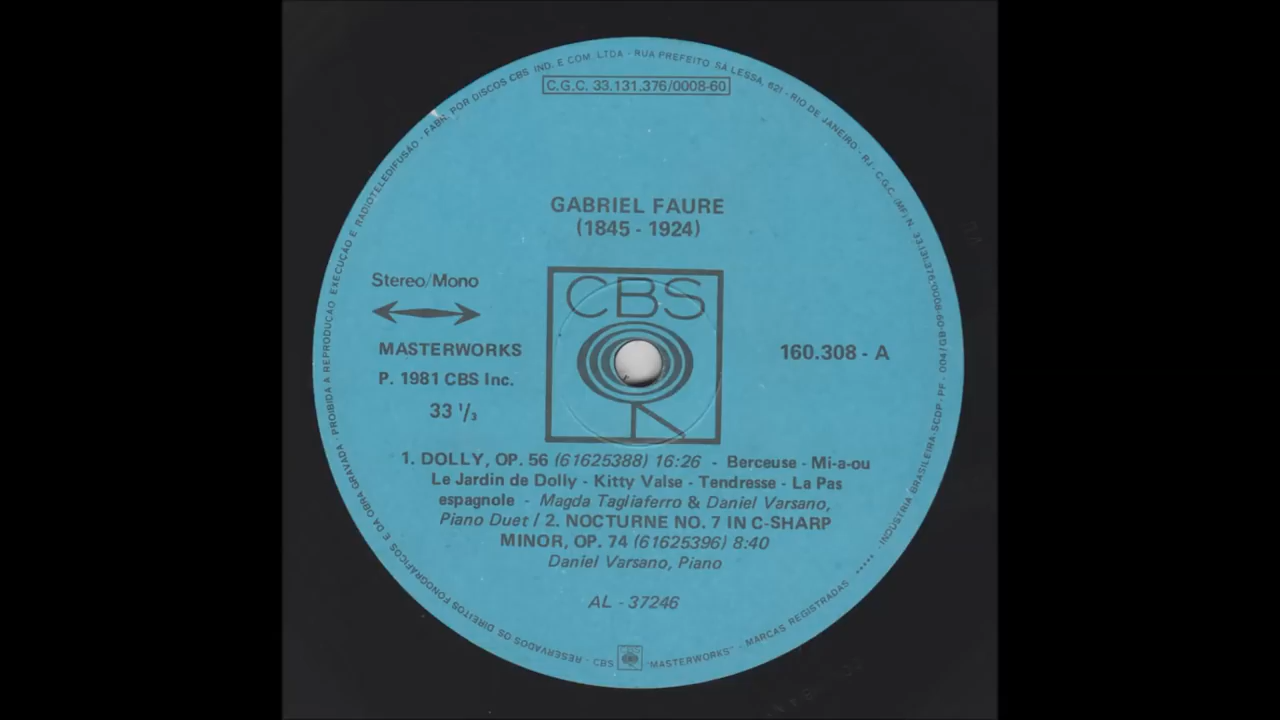 FABR. POR DISCOS CBS IND. E COM. LTDA - RUA PREFEITO SÁ LESSA, 621 - RIO DE JANEIRO - RJ - C.G.C. (MF) N. 33.131.376/0008-60
INDÚSTRIA BRASILEIRA
C.G.C. 33.131.376/0008-60
GABRIEL FAURE
(1845 - 1924)
Stereo/Mono
CBS
MASTERWORKS
160.308 - A
P. 1981 CBS Inc.
33 ¹/₃
1. DOLLY, OP. 56 (61625388) 16:26 - Berceuse - Mi-a-ou
Le Jardin de Dolly - Kitty Valse - Tendresse - La Pas
espagnole - Magda Tagliaferro & Daniel Varsano,
Piano Duet / 2. NOCTURNE NO. 7 IN C-SHARP
MINOR, OP. 74 (61625396) 8:40
Daniel Varsano, Piano
AL - 37246
RESERVADOS OS DIREITOS FONOGRÁFICOS E DA OBRA GRAVADA - PROIBIDA A REPRODUÇÃO EXECUÇÃO E RADIOTELEDIFUSÃO
CBS "MASTERWORKS" - MARCAS REGISTRADAS